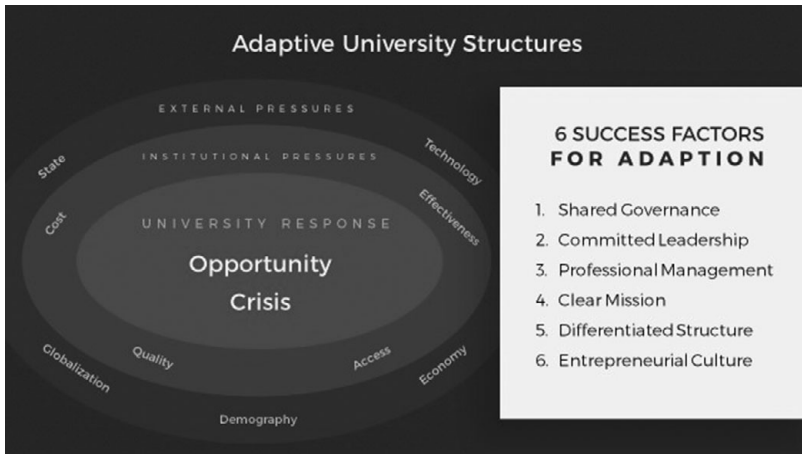 Adaptive University Structures
EXTERNAL PRESSURES
State
Technology
INSTITUTIONAL PRESSURES
Cost
Effectiveness
UNIVERSITY RESPONSE
Opportunity
Crisis
Quality
Access
Globalization
Economy
Demography
6 SUCCESS FACTORS
FOR ADAPTION
1. Shared Governance
2. Committed Leadership
3. Professional Management
4. Clear Mission
5. Differentiated Structure
6. Entrepreneurial Culture